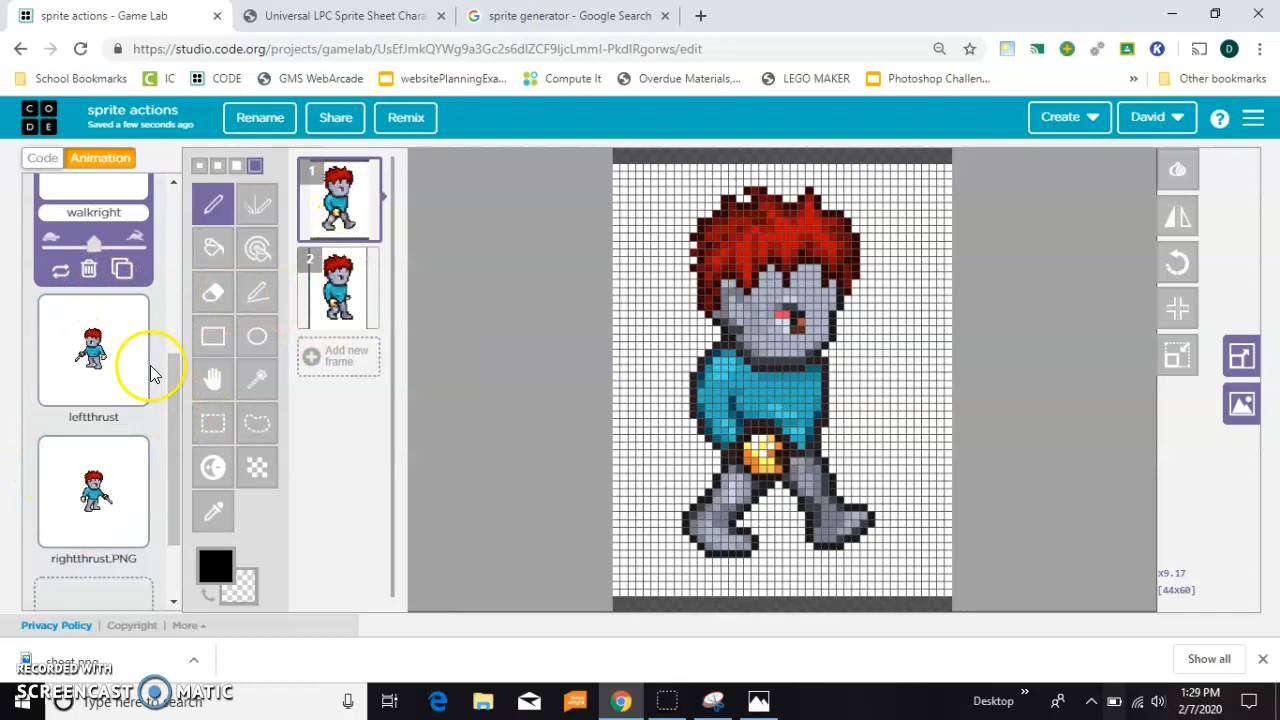 sprite actions - Game Lab
Universal LPC Sprite Sheet Chara
sprite generator - Google Search
D
https://studio.code.org/projects/gamelab/
School Bookmarks
IC
CODE
GMS WebArcade
websitePlanningExa...
Compute It
Overdue Materials,...
LEGO MAKER
Photoshop Challen...
»
Other bookmarks
C O
D E
sprite actions
Saved a few seconds ago
Rename
Share
Remix
Create
David
Code
Animation
walkright
leftthrust
rightthrust.PNG
1
2
Add new
frame
x9.17
[44x60]
Privacy Policy
Copyright
More
sheet.png
Show all
RECORDED WITH
SCREENCAST MATIC
Type here to search
Desktop
1:29 PM
2/7/2020